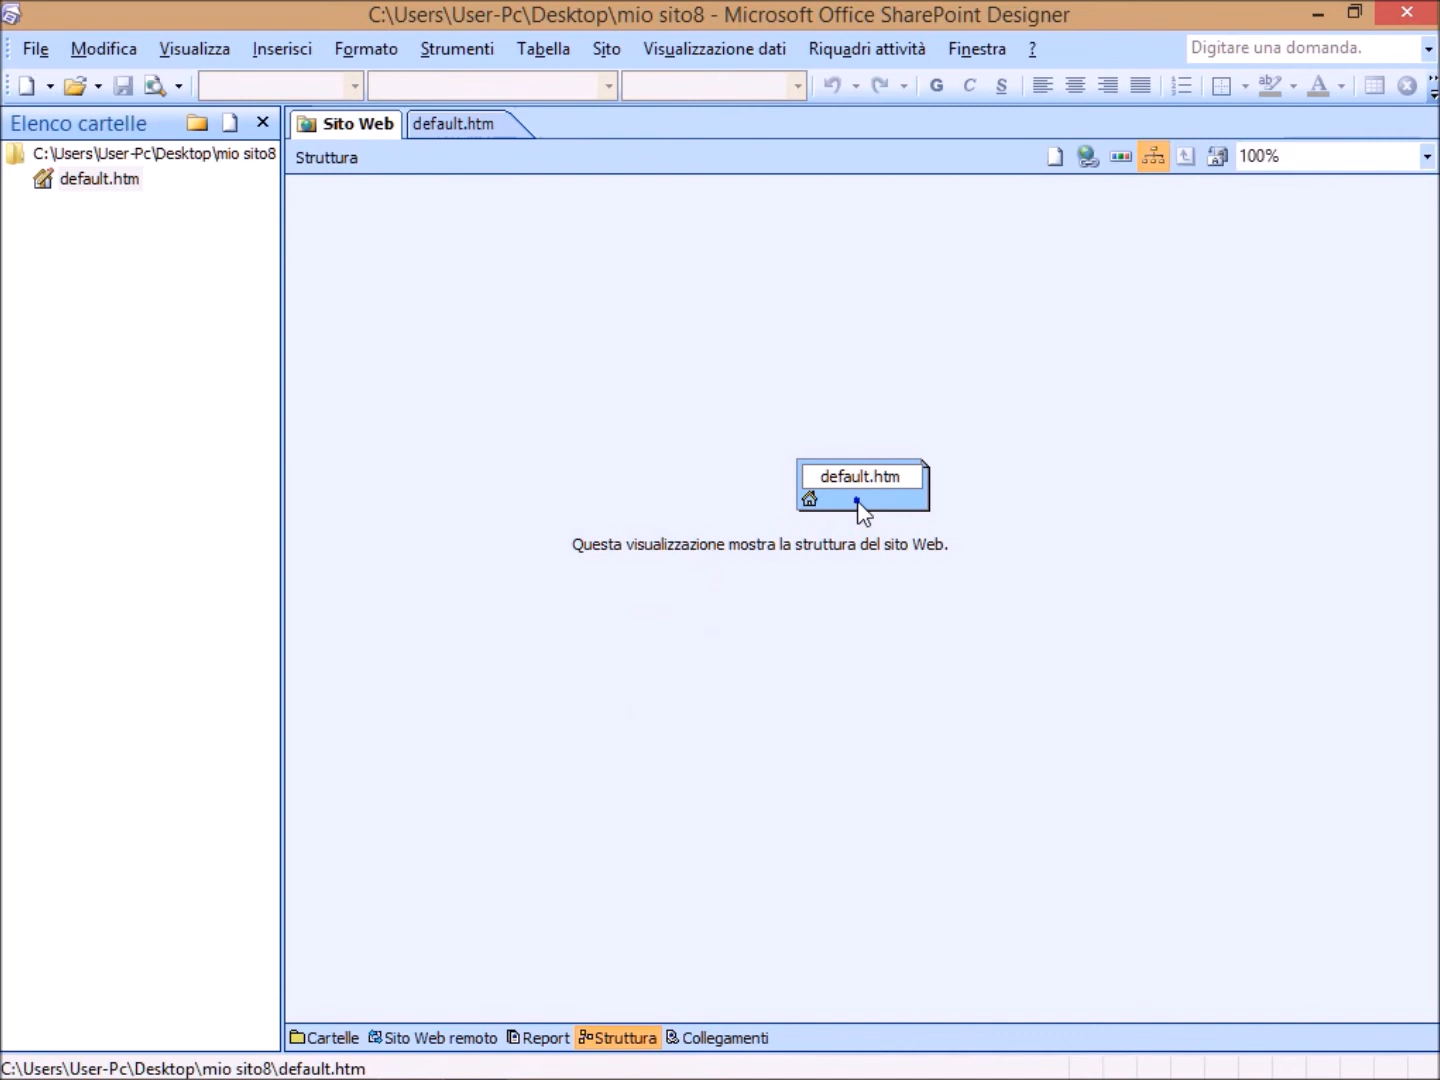 C:\Users\User-Pc\Desktop\mio sito8 - Microsoft Office SharePoint Designer
File Modifica Visualizza Inserisci Formato Strumenti Tabella Sito Visualizzazione dati Riquadri attività Finestra ? Digitare una domanda.
G C S ab A
Elenco cartelle
Sito Web default.htm
C:\Users\User-Pc\Desktop\mio sito8
Struttura 100%
default.htm
default.htm
Questa visualizzazione mostra la struttura del sito Web.
Cartelle Sito Web remoto Report Struttura Collegamenti
C:\Users\User-Pc\Desktop\mio sito8\default.htm